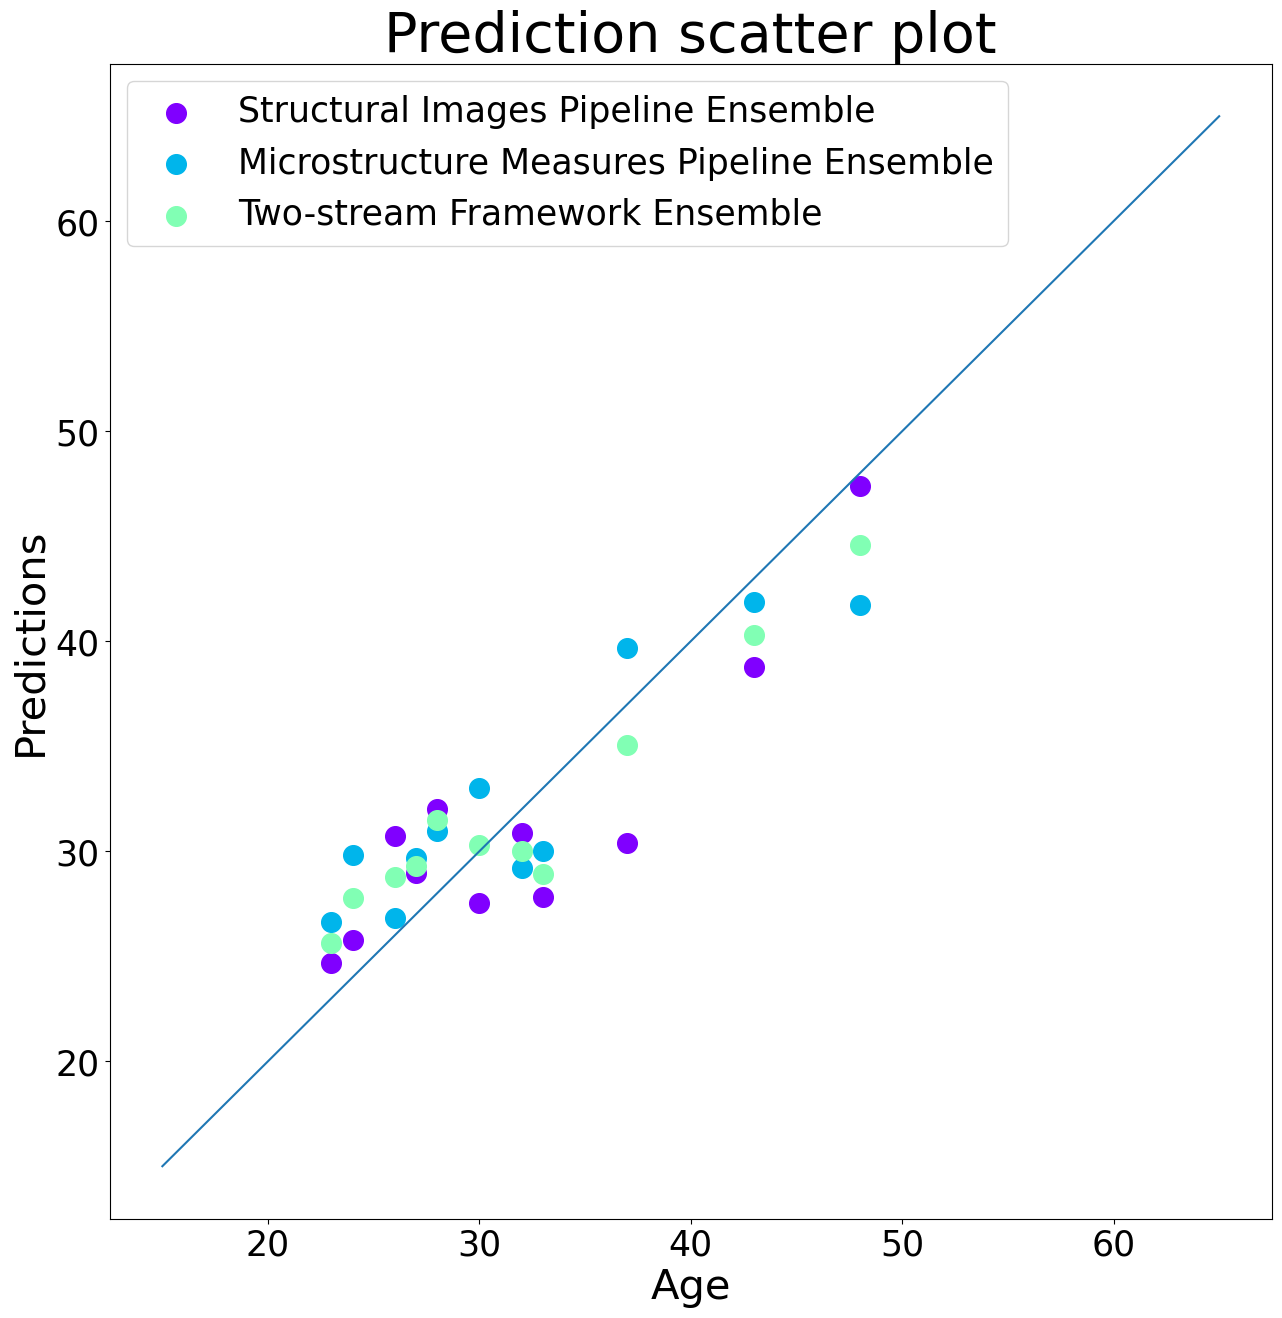 Prediction scatter plot
Structural Images Pipeline Ensemble
Microstructure Measures Pipeline Ensemble
Two-stream Framework Ensemble
60
50
40
30
20
Predictions
20 30 40 50 60
Age